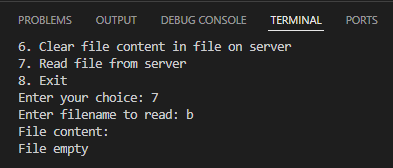 PROBLEMS OUTPUT DEBUG CONSOLE TERMINAL PORTS
6. Clear file content in file on server
7. Read file from server
8. Exit
Enter your choice: 7
Enter filename to read: b
File content:
File empty